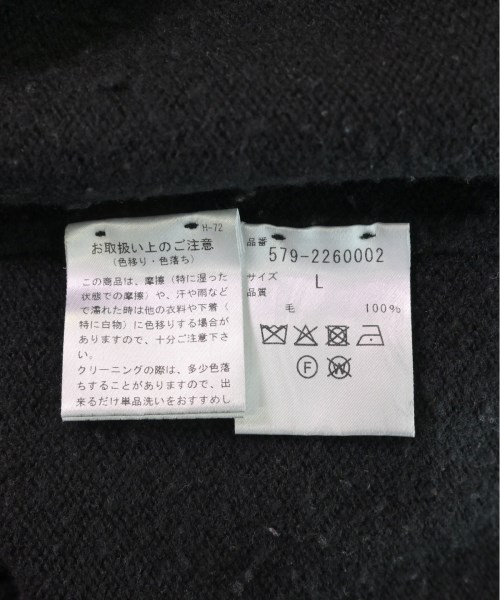 H-72
お取扱い上のご注意
(色移り・色落ち)
この商品は、摩擦(特に湿った
状態での摩擦)や、汗や雨など
で濡れた時は他の衣料や下着(
特に白物)に色移りする場合が
ありますので、十分ご注意下さ
い。
クリーニングの際は、多少色落
ちすることがありますので、出
来るだけ単品洗いをおすすめし
品番
579-2260002
サイズ L
品質
毛 100%
F W